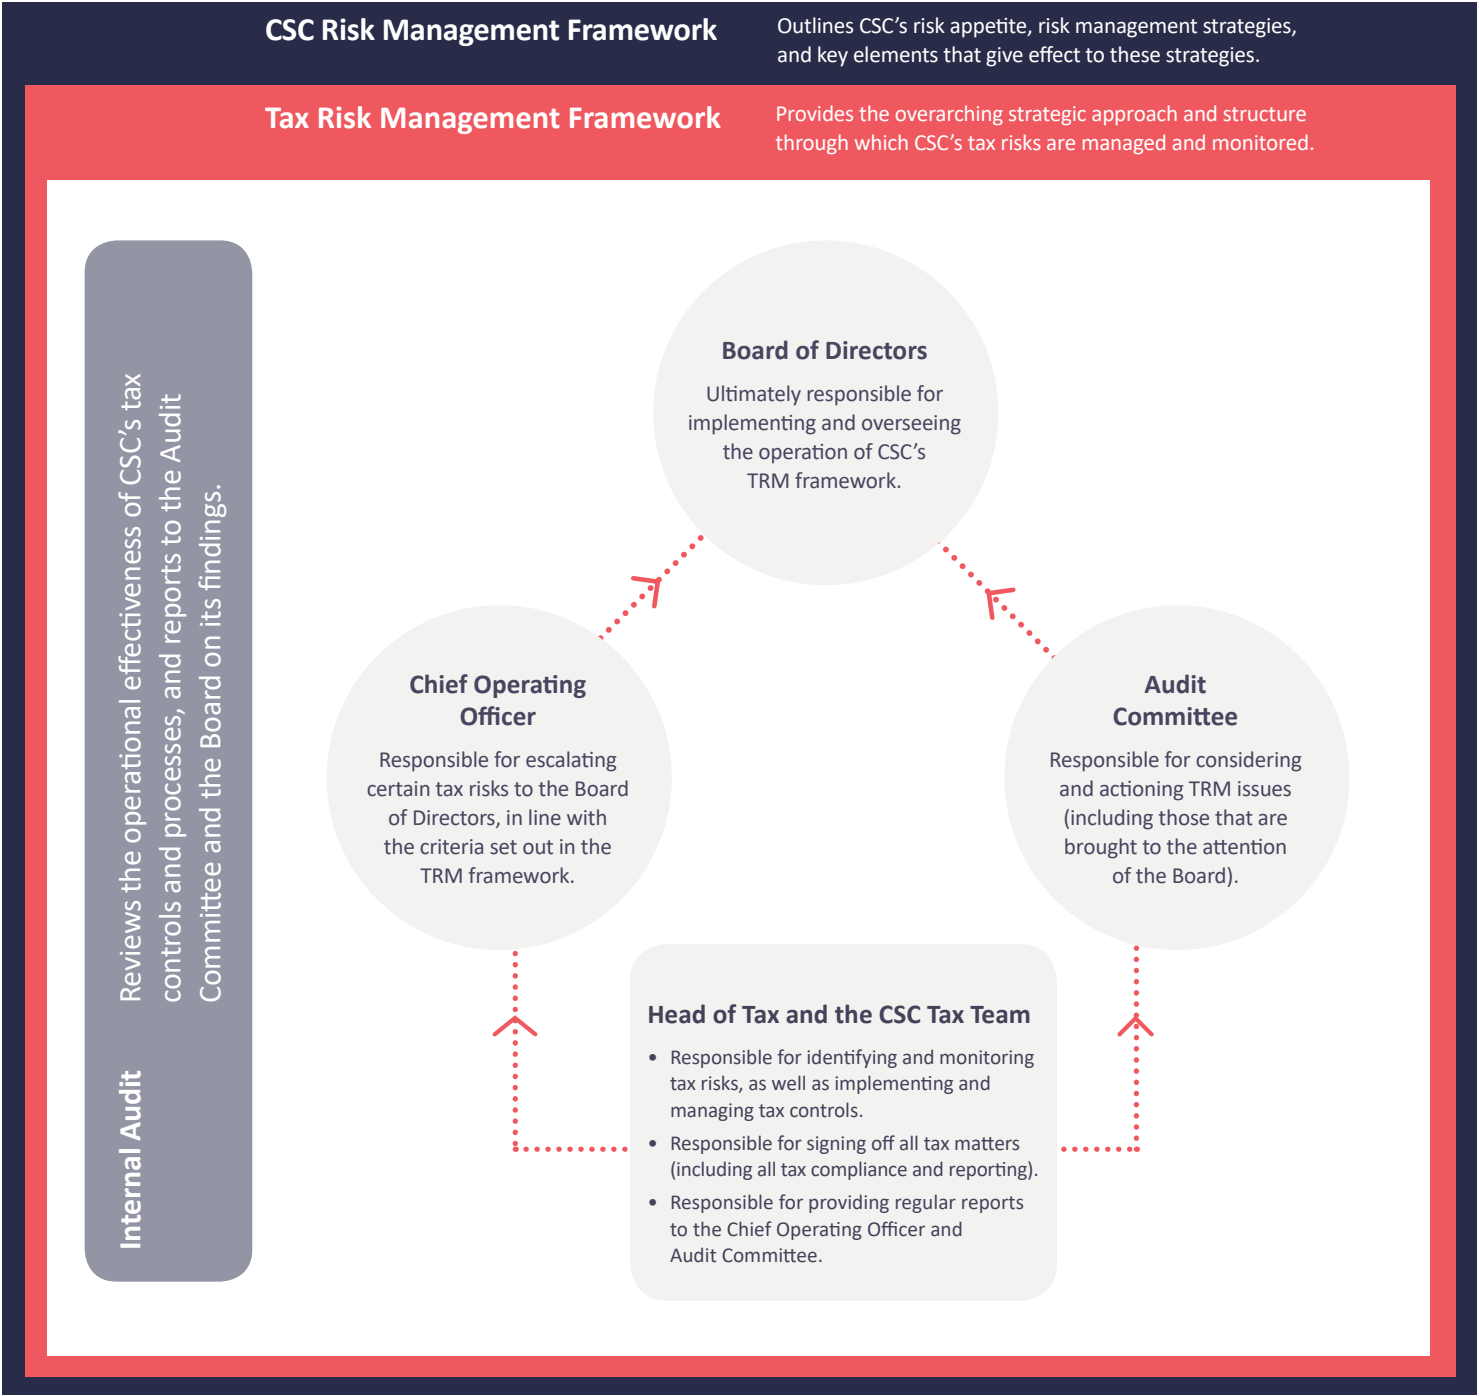 CSC Risk Management Framework
Outlines CSC’s risk appetite, risk management strategies,
and key elements that give effect to these strategies.
Tax Risk Management Framework
Provides the overarching strategic approach and structure
through which CSC’s tax risks are managed and monitored.
Internal Audit
Reviews the operational effectiveness of CSC’s tax
controls and processes, and reports to the Audit
Committee and the Board on its findings.
Board of Directors
Ultimately responsible for
implementing and overseeing
the operation of CSC’s
TRM framework.
Chief Operating
Officer
Responsible for escalating
certain tax risks to the Board
of Directors, in line with
the criteria set out in the
TRM framework.
Audit
Committee
Responsible for considering
and actioning TRM issues
(including those that are
brought to the attention
of the Board).
Head of Tax and the CSC Tax Team
• Responsible for identifying and monitoring
tax risks, as well as implementing and
managing tax controls.
• Responsible for signing off all tax matters
(including all tax compliance and reporting).
• Responsible for providing regular reports
to the Chief Operating Officer and
Audit Committee.